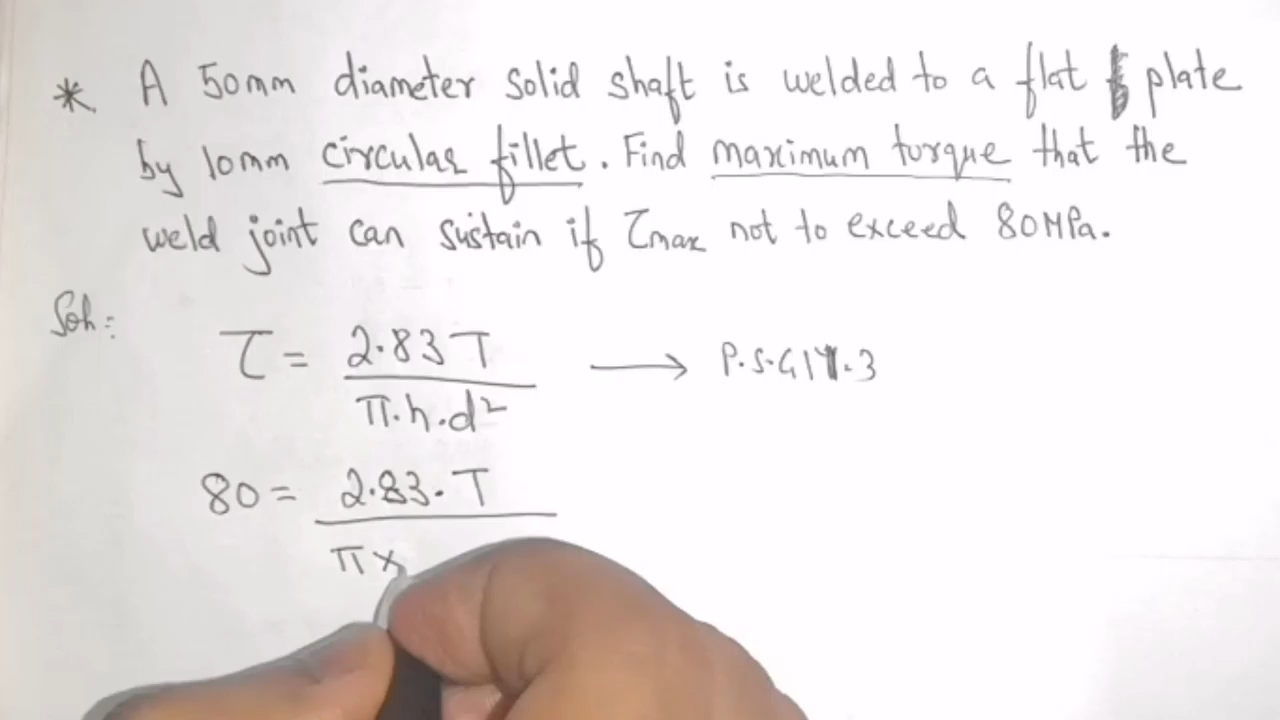 * A 50mm diameter solid shaft is welded to a flat plate
by 10mm circular fillet. Find maximum torque that the
weld joint can sustain if τmax not to exceed 80MPa.
Soln:
τ = 2.83T / π.h.d² → P.S.G 11.3
80 = 2.83.T / π×